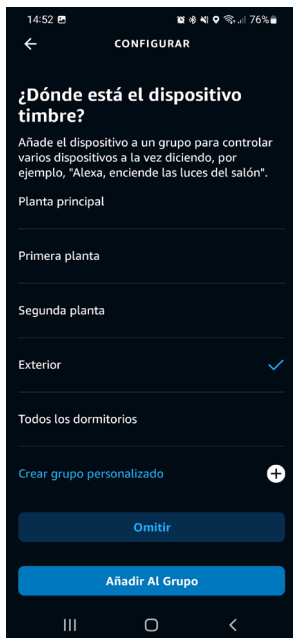 14:52 76%
CONFIGURAR
¿Dónde está el dispositivo
timbre?
Añade el dispositivo a un grupo para controlar
varios dispositivos a la vez diciendo, por
ejemplo, "Alexa, enciende las luces del salón".
Planta principal
Primera planta
Segunda planta
Exterior
Todos los dormitorios
Crear grupo personalizado
Omitir
Añadir Al Grupo